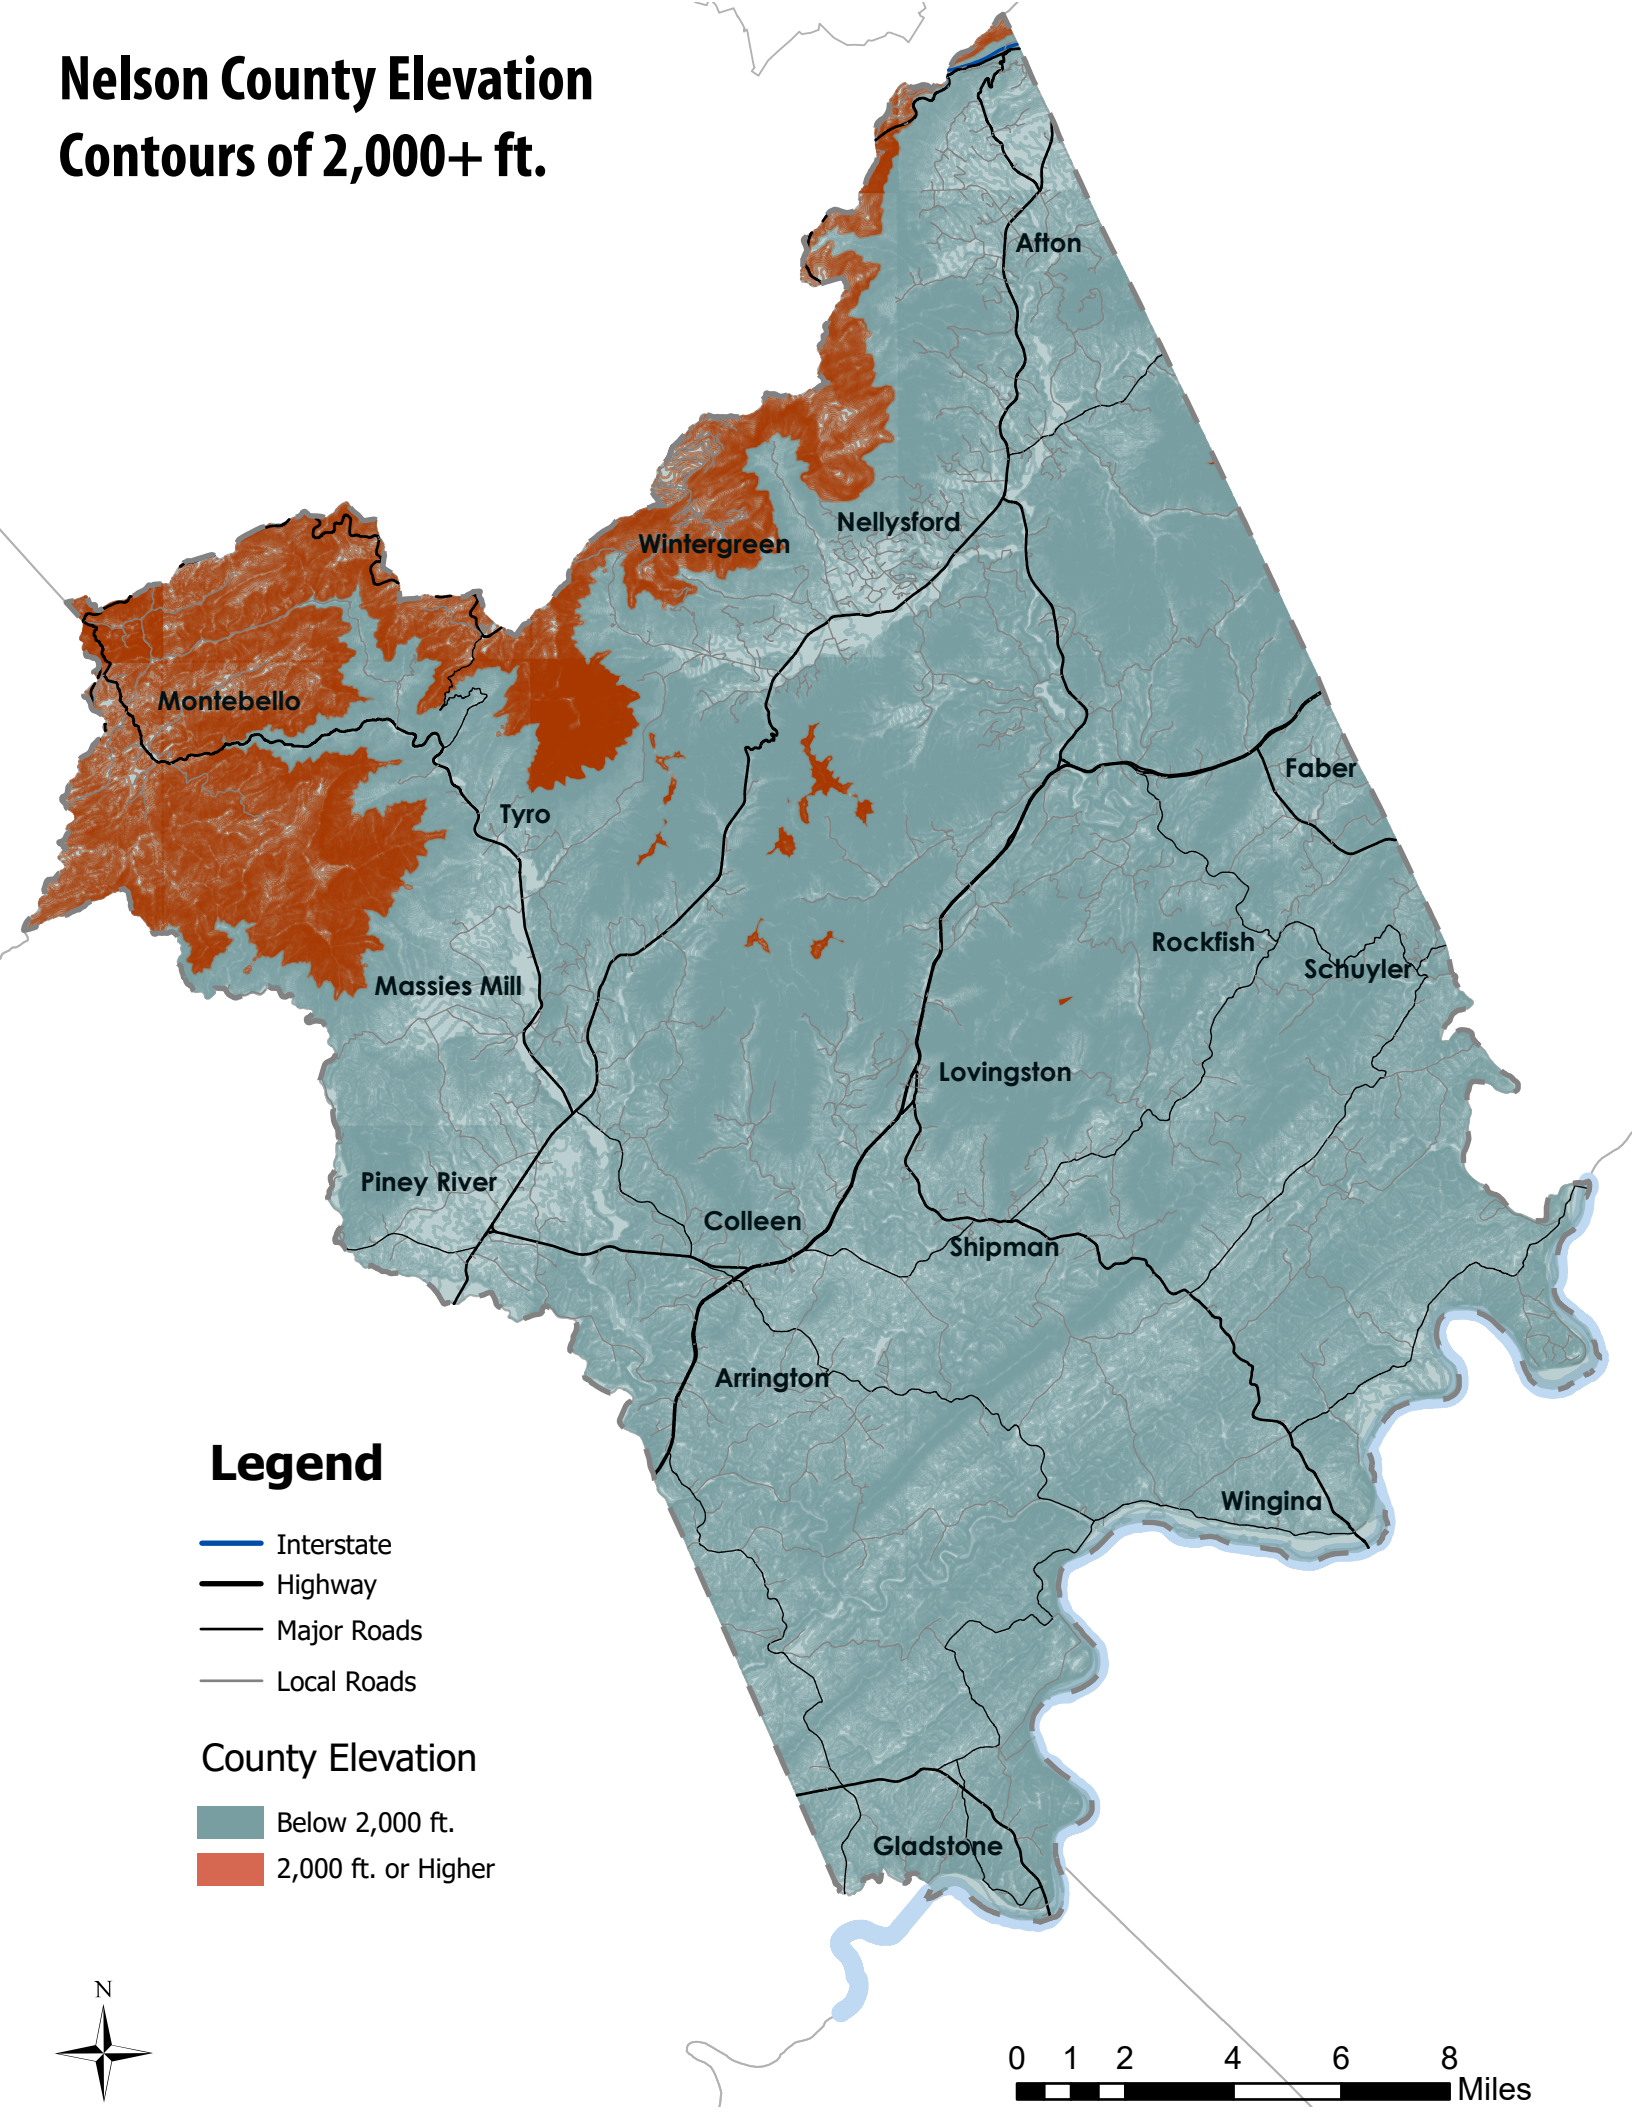 Nelson County Elevation
Contours of 2,000+ ft.
Afton
Nellysford
Wintergreen
Montebello
Faber
Tyro
Rockfish
Schuyler
Massies Mill
Lovingston
Piney River
Colleen
Shipman
Arrington
Wingina
Gladstone
Legend
Interstate
Highway
Major Roads
Local Roads
County Elevation
Below 2,000 ft.
2,000 ft. or Higher
N
0 1 2 4 6 8
Miles